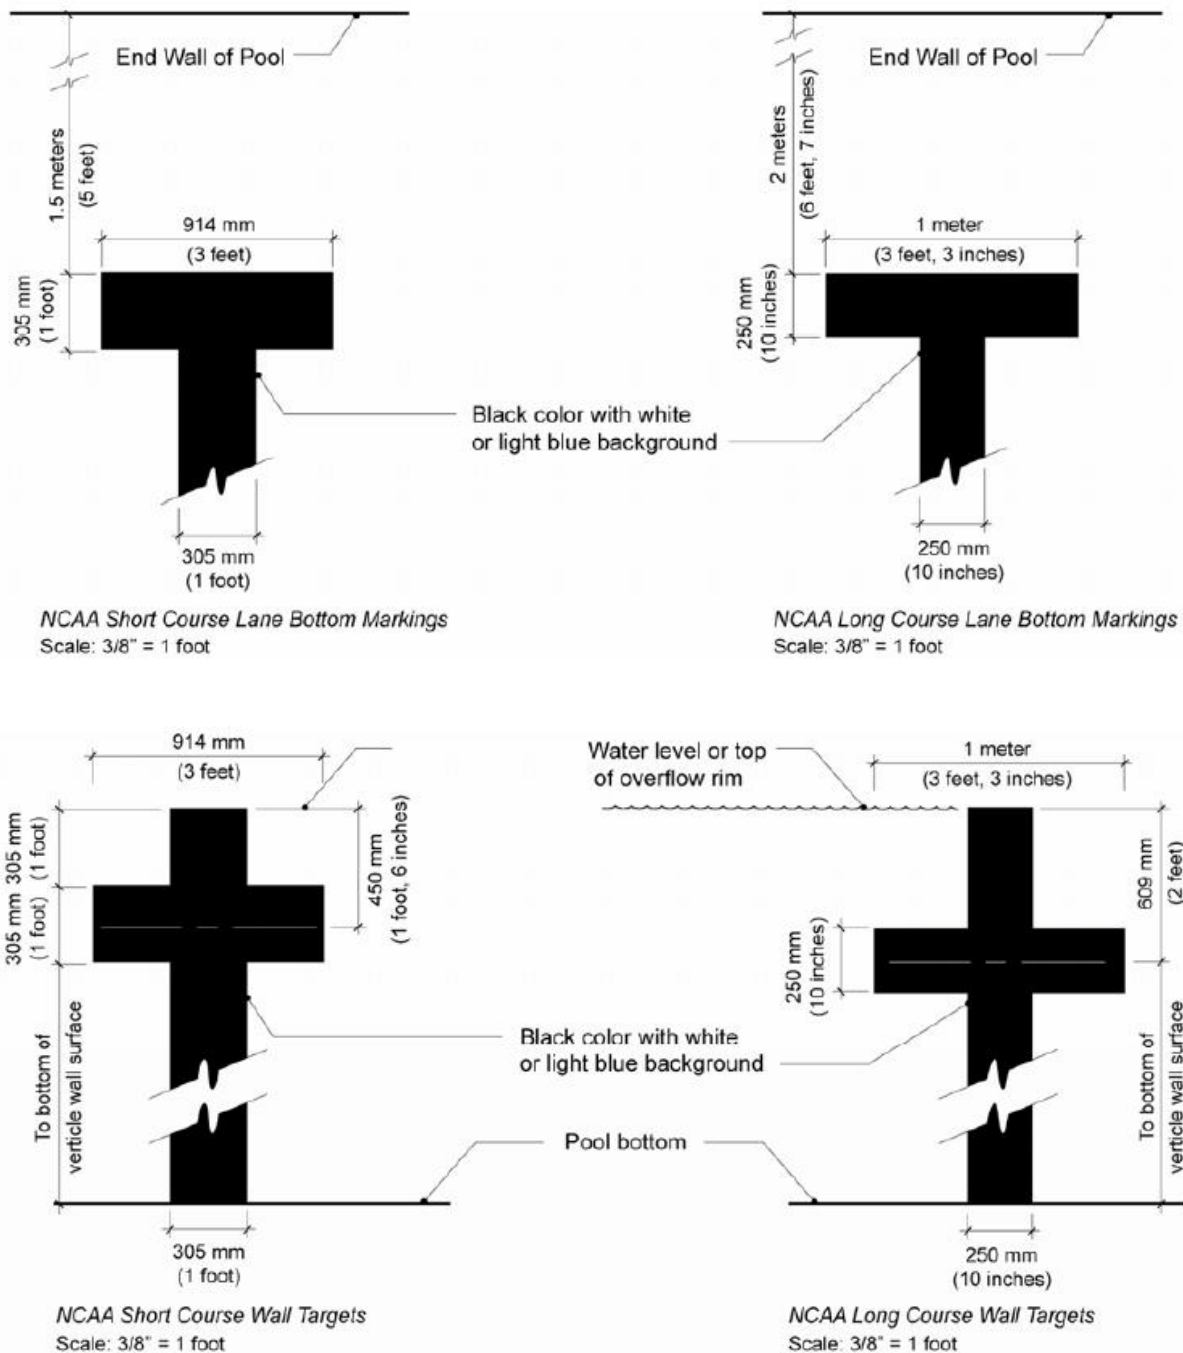 End Wall of Pool
1.5 meters
(5 feet)
914 mm
(3 feet)
305 mm
(1 foot)
305 mm
(1 foot)
NCAA Short Course Lane Bottom Markings
Scale: 3/8" = 1 foot
End Wall of Pool
2 meters
(6 feet, 7 inches)
1 meter
(3 feet, 3 inches)
250 mm
(10 inches)
Black color with white
or light blue background
250 mm
(10 inches)
NCAA Long Course Lane Bottom Markings
Scale: 3/8" = 1 foot
914 mm
(3 feet)
305 mm
(1 foot)
305 mm
(1 foot)
450 mm
(1 foot, 6 inches)
To bottom of
verticle wall surface
305 mm
(1 foot)
NCAA Short Course Wall Targets
Scale: 3/8" = 1 foot
Water level or top
of overflow rim
1 meter
(3 feet, 3 inches)
609 mm
(2 feet)
250 mm
(10 inches)
Black color with white
or light blue background
To bottom of
verticle wall surface
Pool bottom
250 mm
(10 inches)
NCAA Long Course Wall Targets
Scale: 3/8" = 1 foot